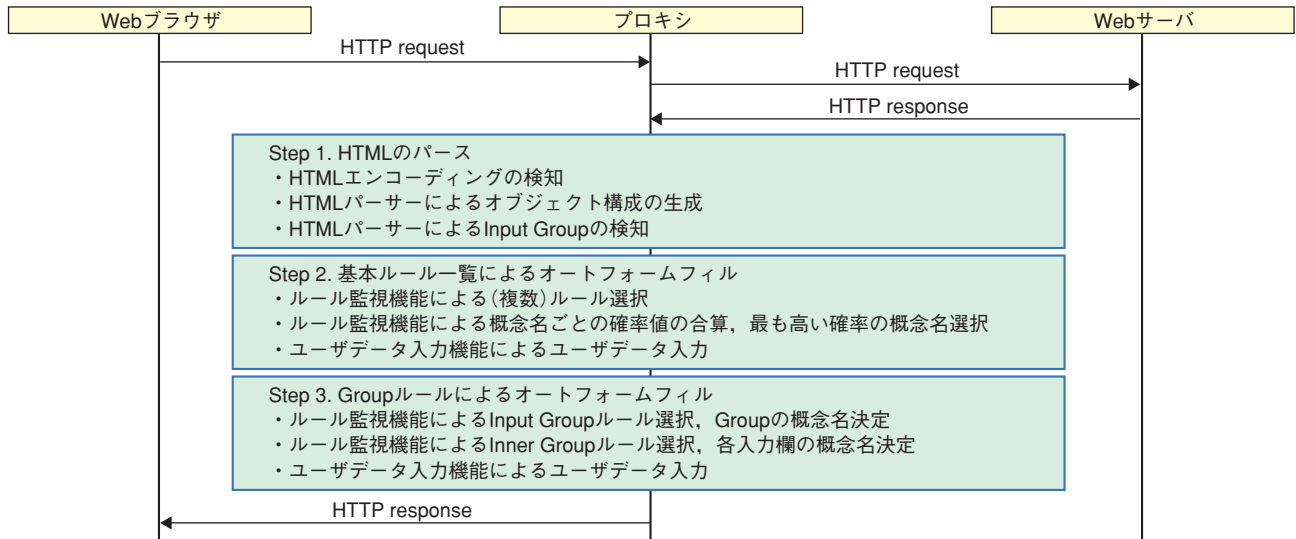 Webブラウザ
プロキシ
Webサーバ
HTTP request
HTTP request
HTTP response
Step 1. HTMLのパース
・HTMLエンコーディングの検知
・HTMLパーサーによるオブジェクト構成の生成
・HTMLパーサーによるInput Groupの検知
Step 2. 基本ルール一覧によるオートフォームフィル
・ルール監視機能による(複数)ルール選択
・ルール監視機能による概念名ごとの確率値の合算，最も高い確率の概念名選択
・ユーザデータ入力機能によるユーザデータ入力
Step 3. Groupルールによるオートフォームフィル
・ルール監視機能によるInput Groupルール選択，Groupの概念名決定
・ルール監視機能によるInner Groupルール選択，各入力欄の概念名決定
・ユーザデータ入力機能によるユーザデータ入力
HTTP response